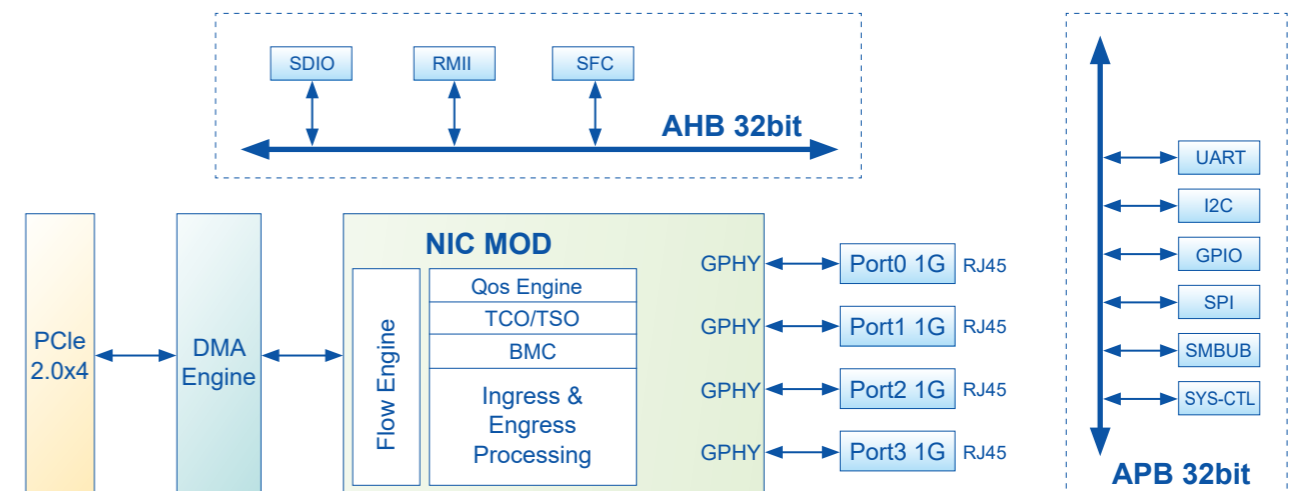 SDIO
RMII
SFC
AHB 32bit
PCIe
2.0x4
DMA
Engine
NIC MOD
Flow Engine
Qos Engine
TCO/TSO
BMC
Ingress &
Engress
Processing
GPHY
Port0 1G
RJ45
GPHY
Port1 1G
RJ45
GPHY
Port2 1G
RJ45
GPHY
Port3 1G
RJ45
UART
I2C
GPIO
SPI
SMBUB
SYS-CTL
APB 32bit